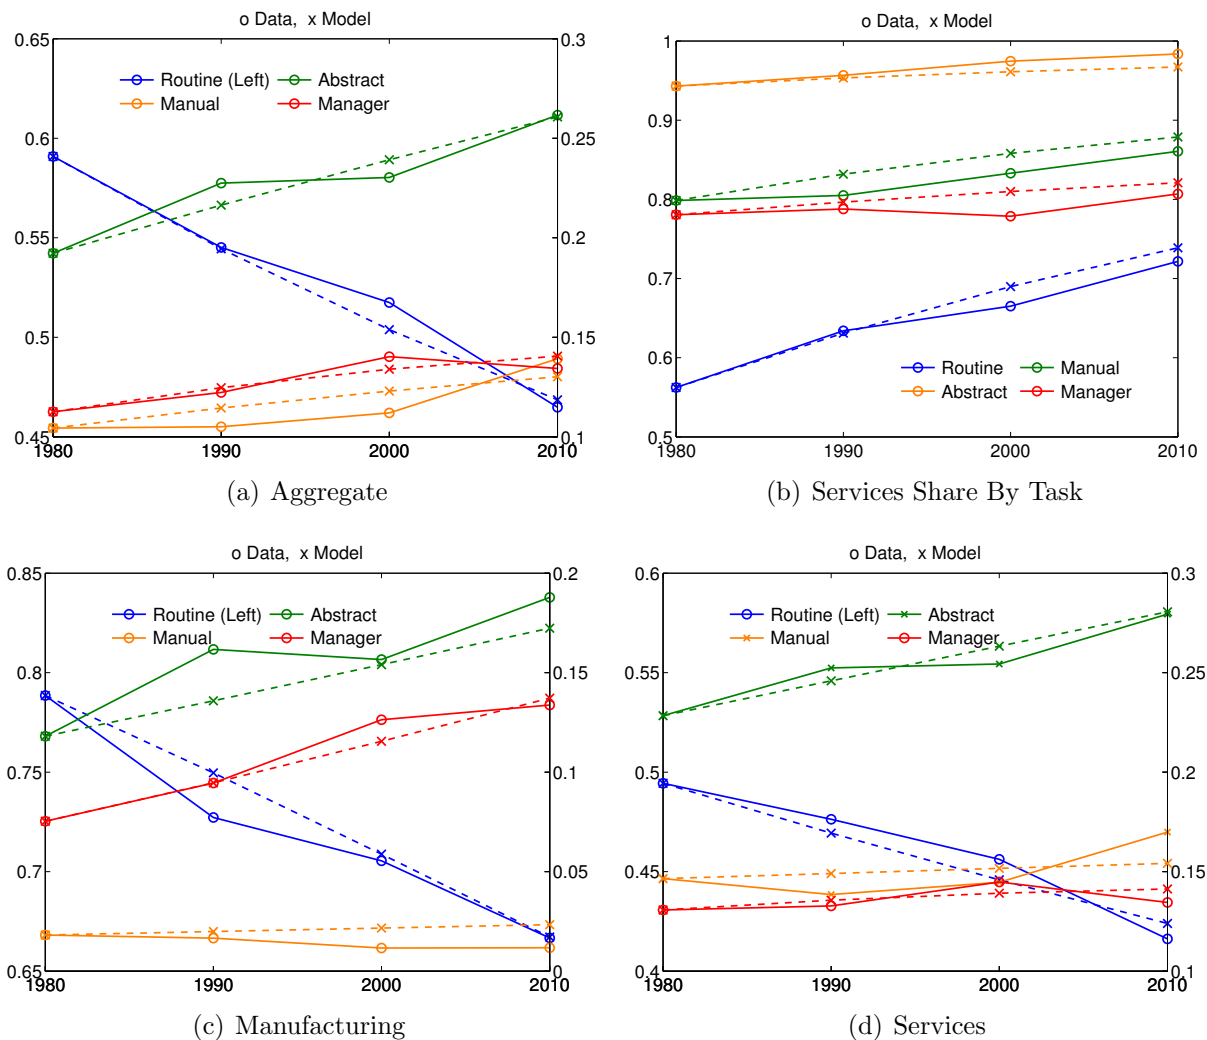 o Data, x Model
0.65
0.6
0.55
0.5
0.45
0.3
0.25
0.2
0.15
0.1
Routine (Left)
Abstract
Manual
Manager
1980 1990 2000 2010
(a) Aggregate
o Data, x Model
1
0.9
0.8
0.7
0.6
0.5
Routine
Manual
Abstract
Manager
1980 1990 2000 2010
(b) Services Share By Task
o Data, x Model
0.85
0.8
0.75
0.7
0.65
0.2
0.15
0.1
0.05
0
Routine (Left)
Abstract
Manual
Manager
1980 1990 2000 2010
(c) Manufacturing
o Data, x Model
0.6
0.55
0.5
0.45
0.4
0.3
0.25
0.2
0.15
0.1
Routine (Left)
Abstract
Manual
Manager
1980 1990 2000 2010
(d) Services